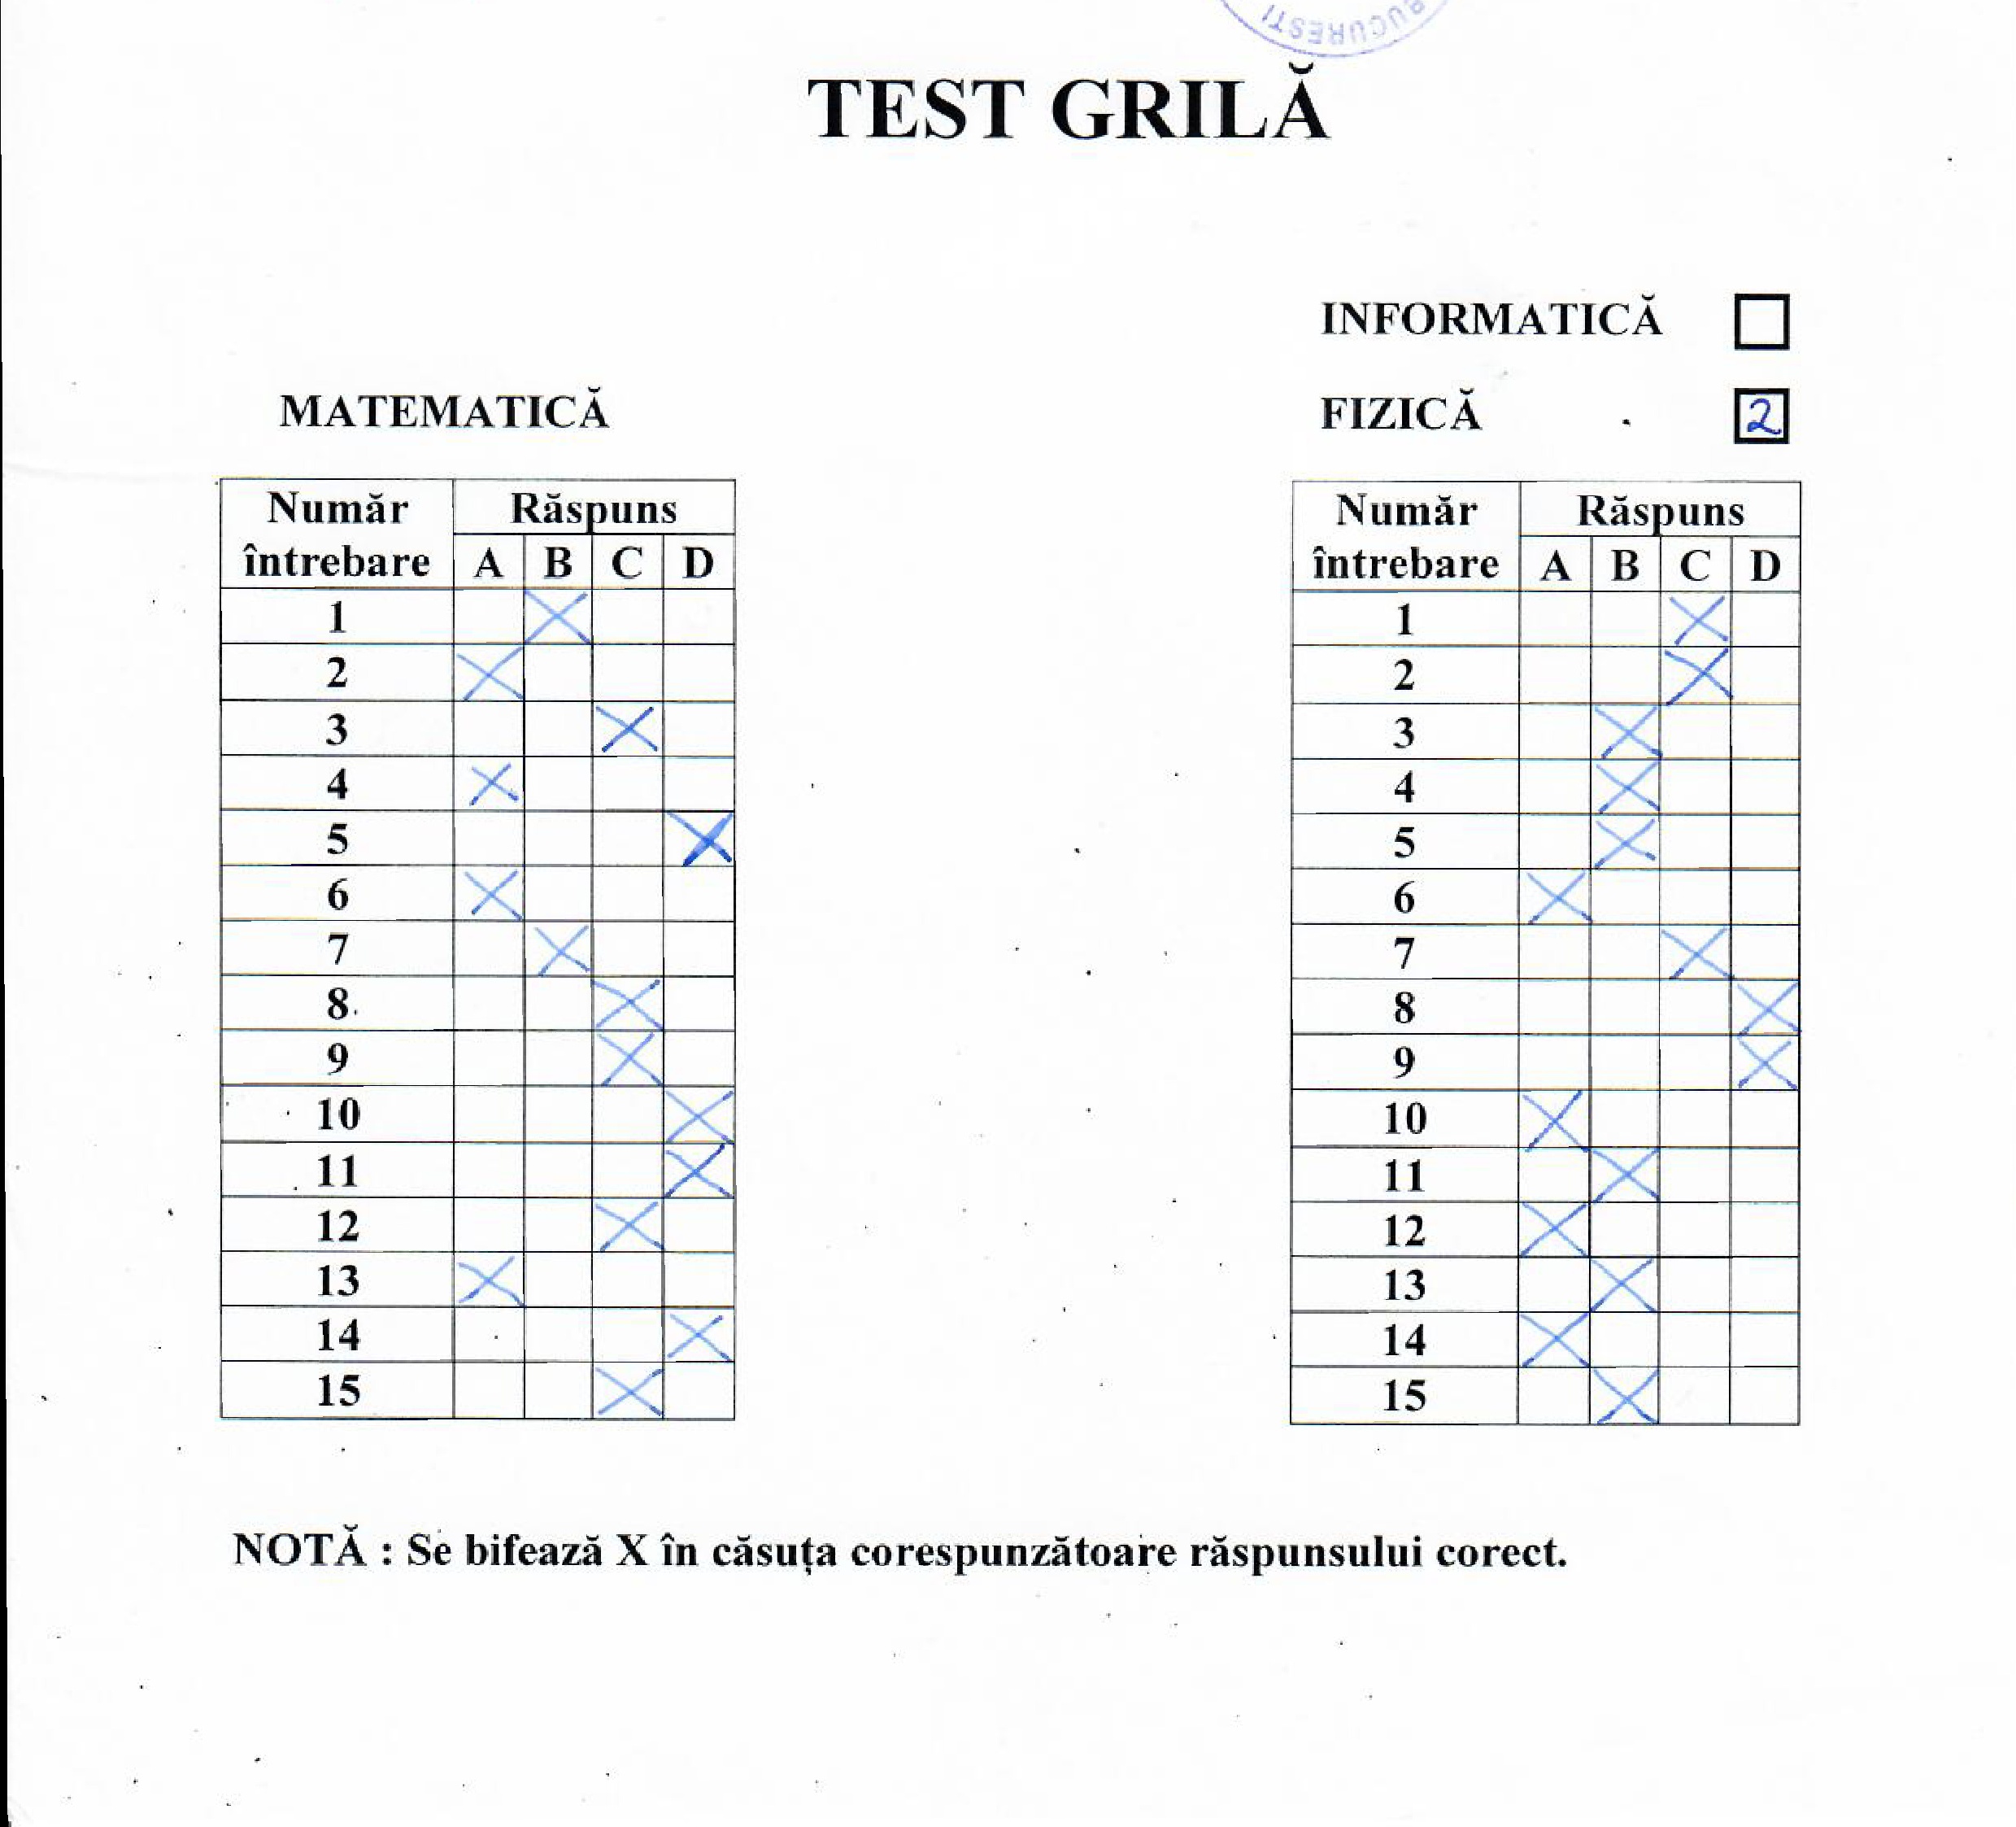 BUCUREȘTI
TEST GRILĂ
INFORMATICĂ
MATEMATICĂ
FIZICĂ 2
Număr Răspuns
întrebare A B C D
1 X
2 X
3 X
4 X
5 X
6 X
7 X
8 X
9 X
10 X
11 X
12 X
13 X
14 X
15 X
Număr Răspuns
întrebare A B C D
1 X
2 X
3 X
4 X
5 X
6 X
7 X
8 X
9 X
10 X
11 X
12 X
13 X
14 X
15 X
NOTĂ : Se bifează X în căsuța corespunzătoare răspunsului corect.